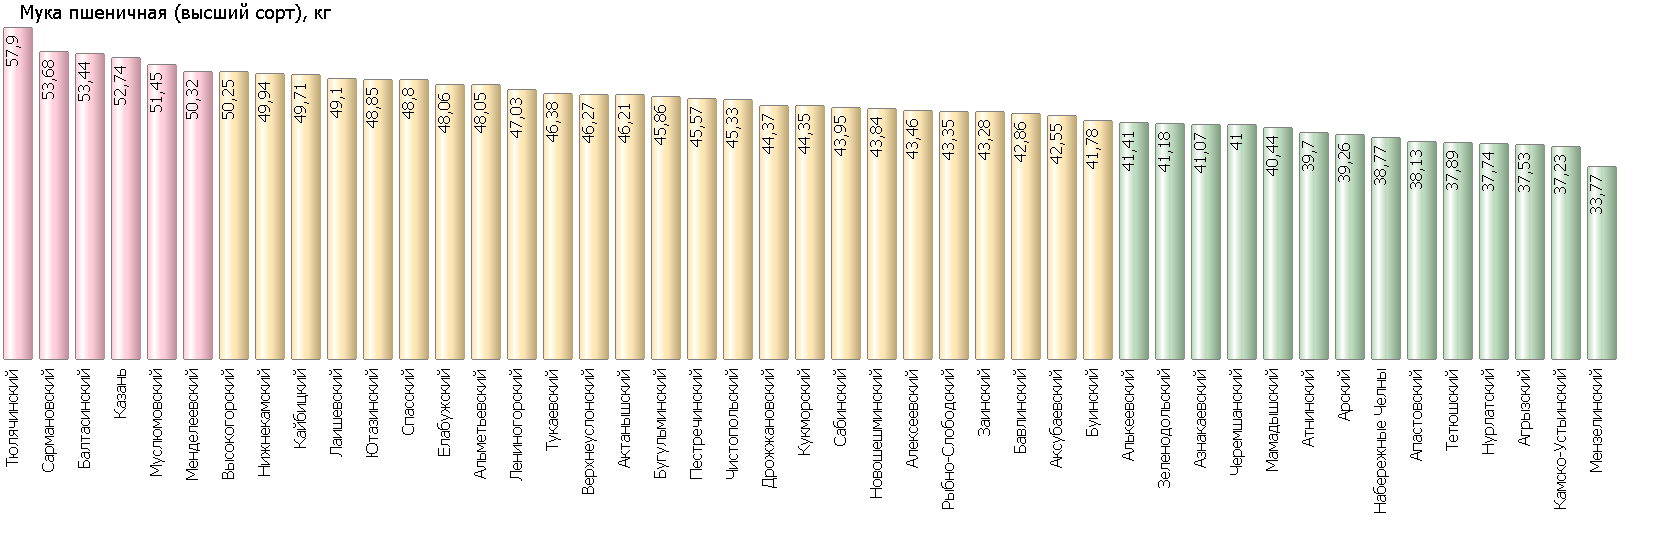 Мука пшеничная (высший сорт), кг
57,9
53,68
53,44
52,74
51,45
50,32
50,25
49,94
49,71
49,1
48,85
48,8
48,06
48,05
47,03
46,38
46,27
46,21
45,86
45,57
45,33
44,37
44,35
43,95
43,84
43,46
43,35
43,28
42,86
42,55
41,78
41,41
41,18
41,07
41
40,44
39,7
39,26
38,77
38,13
37,89
37,74
37,53
37,23
33,77
Тюлячинский
Сармановский
Балтасинский
Казань
Муслюмовский
Менделеевский
Высокогорский
Нижнекамский
Кайбицкий
Лаишевский
Ютазинский
Спасский
Елабужский
Альметьевский
Лениногорский
Тукаевский
Верхнеуслонский
Актанышский
Бугульминский
Пестречинский
Чистопольский
Дрожжановский
Кукморский
Сабинский
Новошешминский
Алексеевский
Рыбно-Слободский
Заинский
Бавлинский
Аксубаевский
Буинский
Алькеевский
Зеленодольский
Азнакаевский
Черемшанский
Мамадышский
Атнинский
Арский
Набережные Челны
Апастовский
Тетюшский
Нурлатский
Агрызский
Камско-Устьинский
Мензелинский